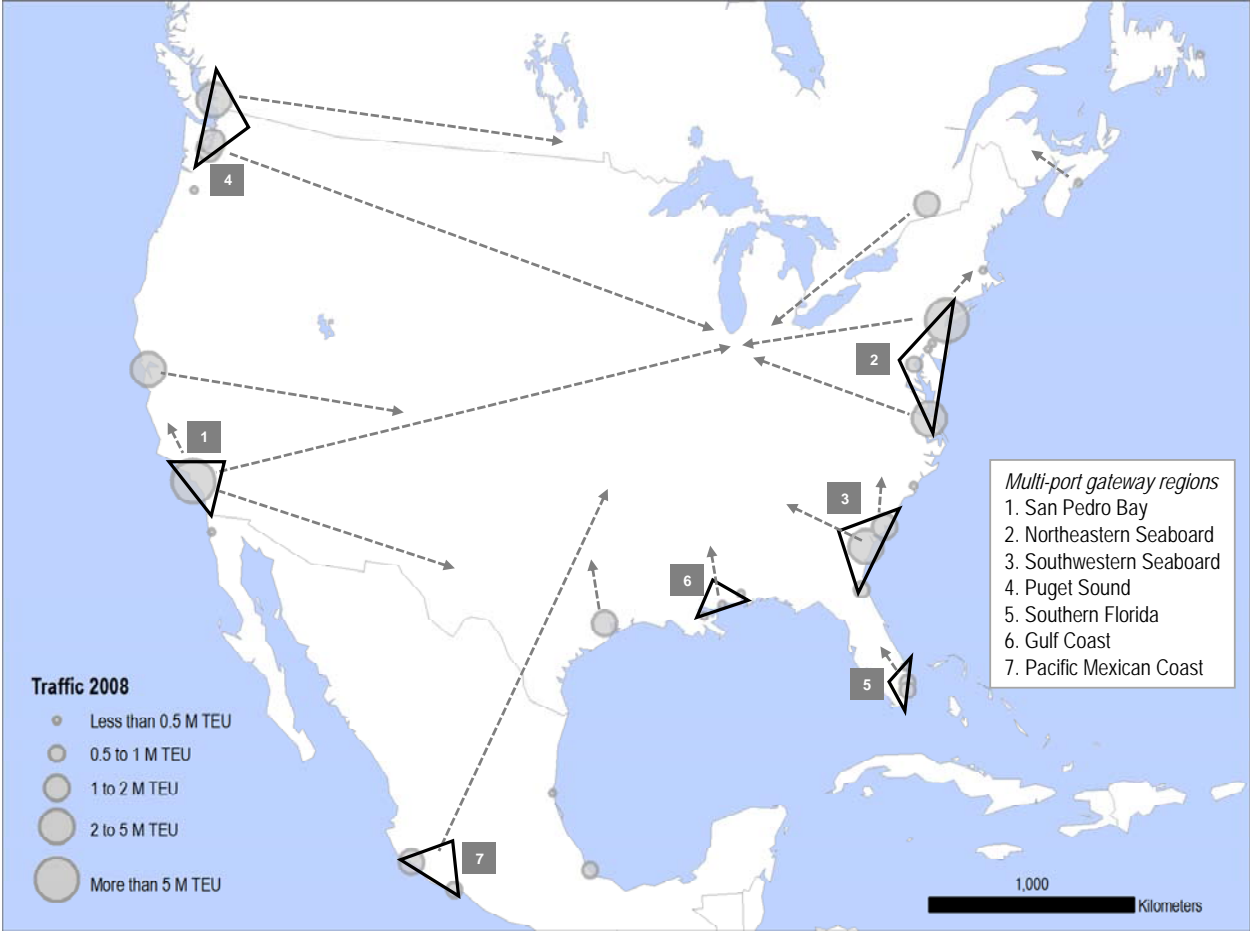 4
2
1
3
6
5
7
Multi-port gateway regions
1. San Pedro Bay
2. Northeastern Seaboard
3. Southwestern Seaboard
4. Puget Sound
5. Southern Florida
6. Gulf Coast
7. Pacific Mexican Coast
Traffic 2008
Less than 0.5 M TEU
0.5 to 1 M TEU
1 to 2 M TEU
2 to 5 M TEU
More than 5 M TEU
1,000
Kilometers